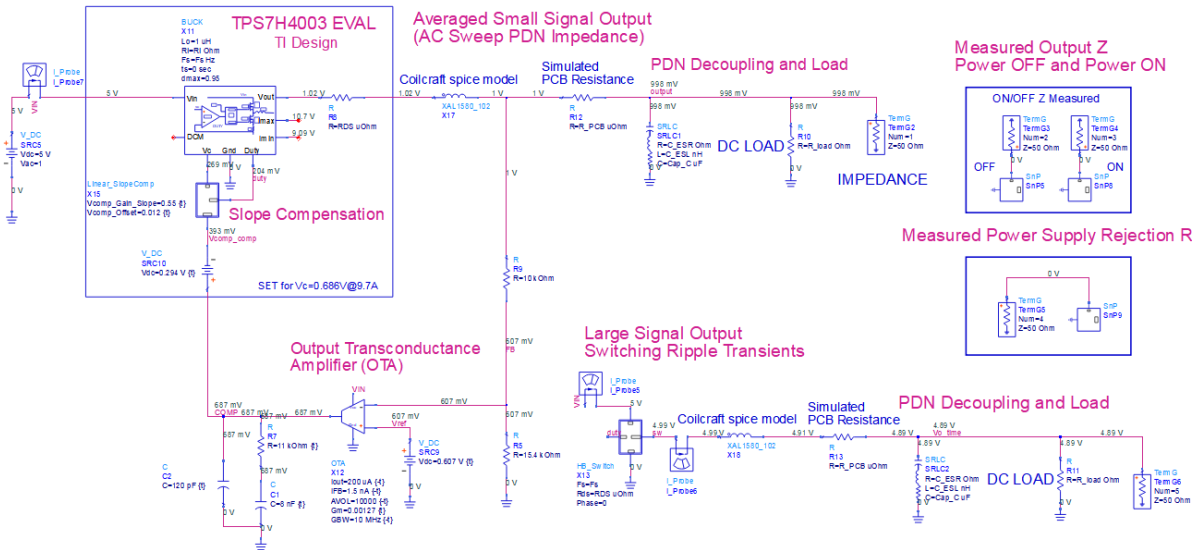 TPS7H4003 EVAL
TI Design
BUCK
X11
Lo=1 uH
Rl=Rl Ohm
Fs=Fs Hz
ts=0 sec
dmax=0.95
Vin
Vout
Imax
Imin
DCM
Vc
Gnd
Duty
I_Probe
I_Probe7
VIN
5 V
5 V
V_DC
SRC5
Vdc=5 V
Vac=1
0 V
1.02 V
10.7 V
9.09 V
269 mV
0 V
204 mV
duty
Linear_SlopeComp
X15
Vcomp_Gain_Slope=0.55 {t}
Vcomp_Offset=0.012 {t}
Slope Compensation
393 mV
Vcomp_comp
V_DC
SRC10
Vdc=0.294 V {t}
SET for Vc=0.686V@9.7A
Averaged Small Signal Output
(AC Sweep PDN Impedance)
R
R8
R=RDS uOhm
1.02 V
Coilcraft spice model
XAL1580_102
X17
1 V
Simulated
PCB Resistance
R
R12
R=R_PCB uOhm
1 V
PDN Decoupling and Load
998 mV
output
998 mV
998 mV
998 mV
998 mV
SRLC
SRLC1
R=C_ESR Ohm
L=C_ESL nH
C=Cap_C uF
0 V
DC LOAD
R
R10
R=R_load Ohm
0 V
TermG
TermG2
Num=1
Z=50 Ohm
IMPEDANCE
Measured Output Z
Power OFF and Power ON
ON/OFF Z Measured
TermG
TermG3
Num=2
Z=50 Ohm
TermG
TermG4
Num=3
Z=50 Ohm
OFF
0 V
SnP
SnP5
0 V
SnP
SnP8
ON
Measured Power Supply Rejection R
0 V
TermG
TermG5
Num=4
Z=50 Ohm
SnP
SnP9
1 V
R
R9
R=10k Ohm
607 mV
FB
607 mV
R
R5
R=15.4k Ohm
0 V
Output Transconductance
Amplifier (OTA)
VIN
687 mV
COMP
687 mV
687 mV
687 mV
R
R7
R=11 kOhm {t}
687 mV
C
C2
C=120 pF {t}
C
C1
C=8 nF {t}
0 V
0 V
607 mV
607 mV
Vref
V_DC
SRC9
Vdc=0.607 V {t}
0 V
OTA
X12
Iout=200 uA {4}
IFB=1.5 nA {4}
AVOL=10000 {4}
Gm=0.00127 {t}
GBW=10 MHz {4}
Large Signal Output
Switching Ripple Transients
I_Probe
I_Probe5
VIN
5 V
duty
4.99 V
sw
0 V
HB_Switch
X13
Fs=Fs
Rds=RDS uOhm
Phase=0
I_Probe
I_Probe6
4.99 V
Coilcraft spice model
XAL1580_102
X18
4.91 V
Simulated
PCB Resistance
R
R13
R=R_PCB uOhm
4.89 V
PDN Decoupling and Load
4.89 V
Vo_time
4.89 V
4.89 V
4.89 V
SRLC
SRLC2
R=C_ESR Ohm
L=C_ESL nH
C=Cap_C uF
0 V
DC LOAD
R
R11
R=R_load Ohm
0 V
TermG
TermG6
Num=5
Z=50 Ohm